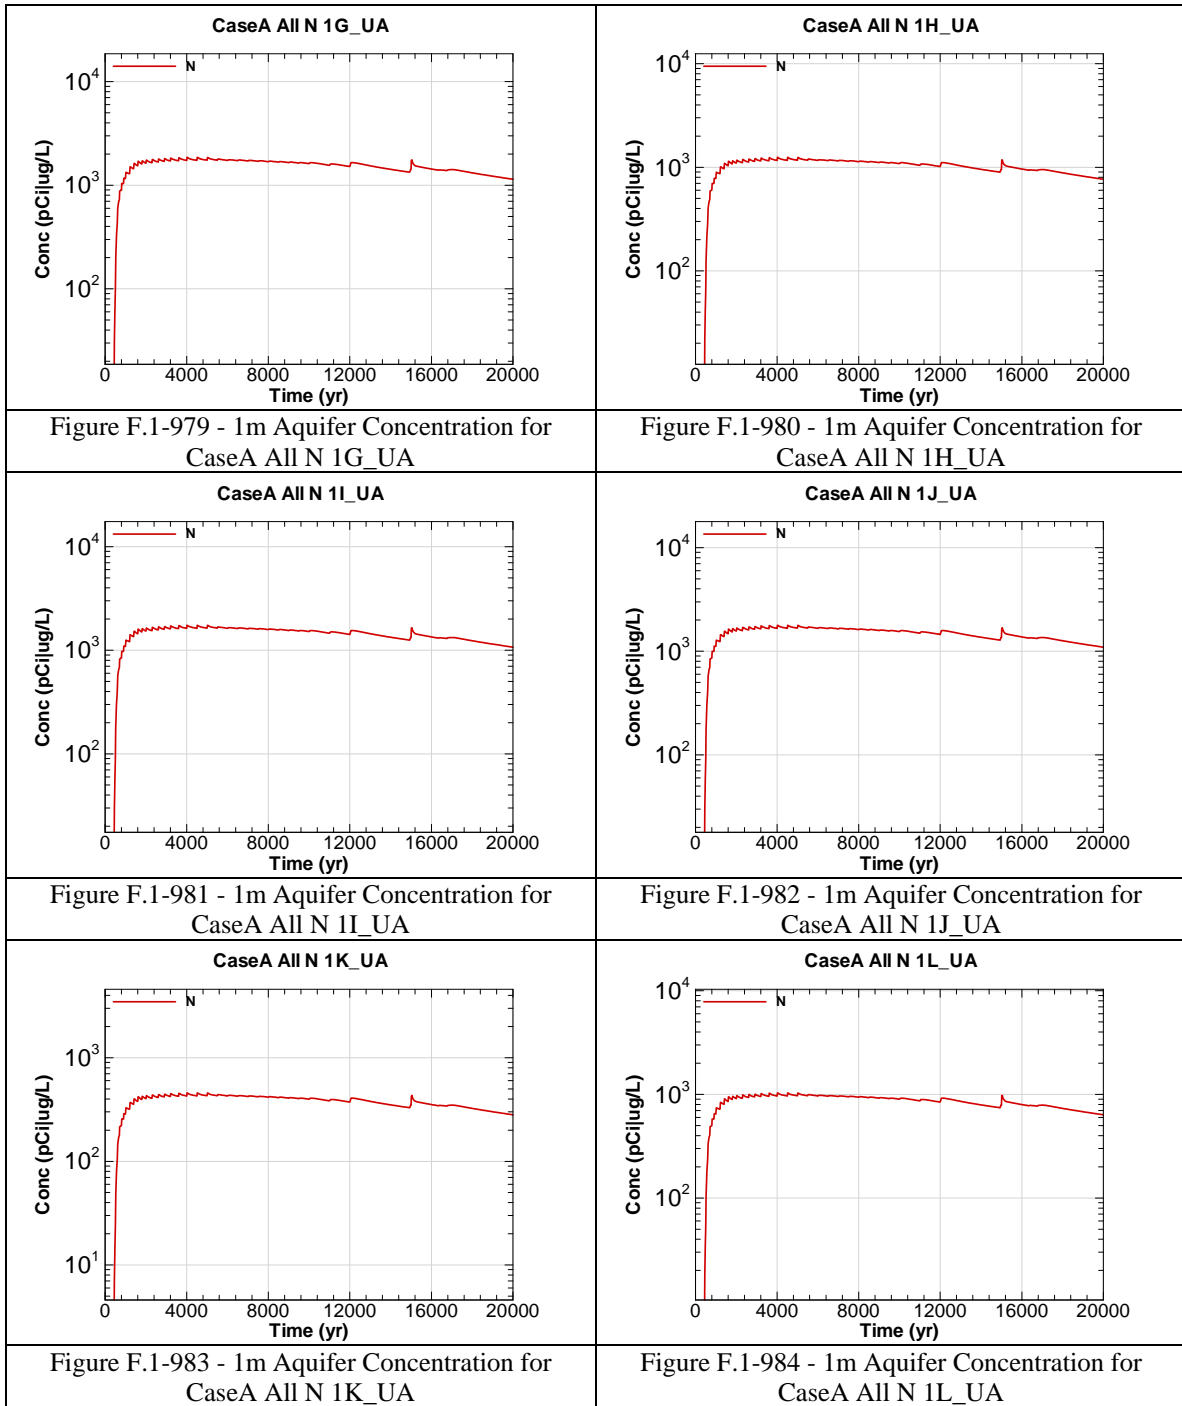 CaseA All N 1G_UA
N
10^4
10^3
10^2
Conc (pCi|ug/L)
0 4000 8000 12000 16000 20000
Time (yr)
Figure F.1-979 - 1m Aquifer Concentration for
CaseA All N 1G_UA
CaseA All N 1H_UA
N
10^4
10^3
10^2
Conc (pCi|ug/L)
0 4000 8000 12000 16000 20000
Time (yr)
Figure F.1-980 - 1m Aquifer Concentration for
CaseA All N 1H_UA
CaseA All N 1I_UA
N
10^4
10^3
10^2
Conc (pCi|ug/L)
0 4000 8000 12000 16000 20000
Time (yr)
Figure F.1-981 - 1m Aquifer Concentration for
CaseA All N 1I_UA
CaseA All N 1J_UA
N
10^4
10^3
10^2
Conc (pCi|ug/L)
0 4000 8000 12000 16000 20000
Time (yr)
Figure F.1-982 - 1m Aquifer Concentration for
CaseA All N 1J_UA
CaseA All N 1K_UA
N
10^3
10^2
10^1
Conc (pCi|ug/L)
0 4000 8000 12000 16000 20000
Time (yr)
Figure F.1-983 - 1m Aquifer Concentration for
CaseA All N 1K_UA
CaseA All N 1L_UA
N
10^4
10^3
10^2
Conc (pCi|ug/L)
0 4000 8000 12000 16000 20000
Time (yr)
Figure F.1-984 - 1m Aquifer Concentration for
CaseA All N 1L_UA